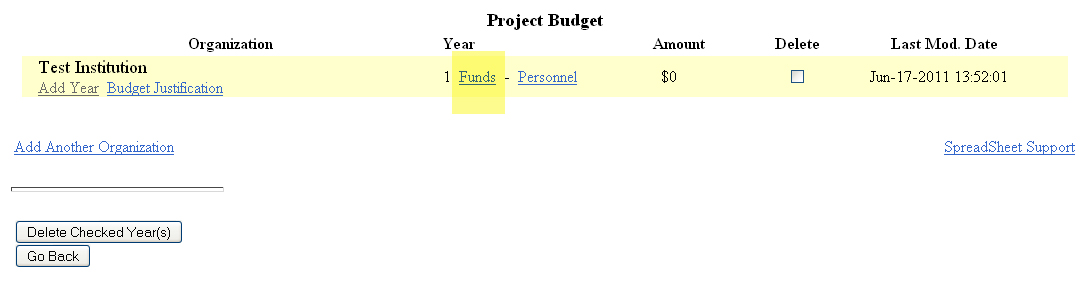 Project Budget
Organization Year Amount Delete Last Mod. Date
Test Institution
1 Funds - Personnel $0 Jun-17-2011 13:52:01
Add Year Budget Justification
Add Another Organization SpreadSheet Support
Delete Checked Year(s)
Go Back